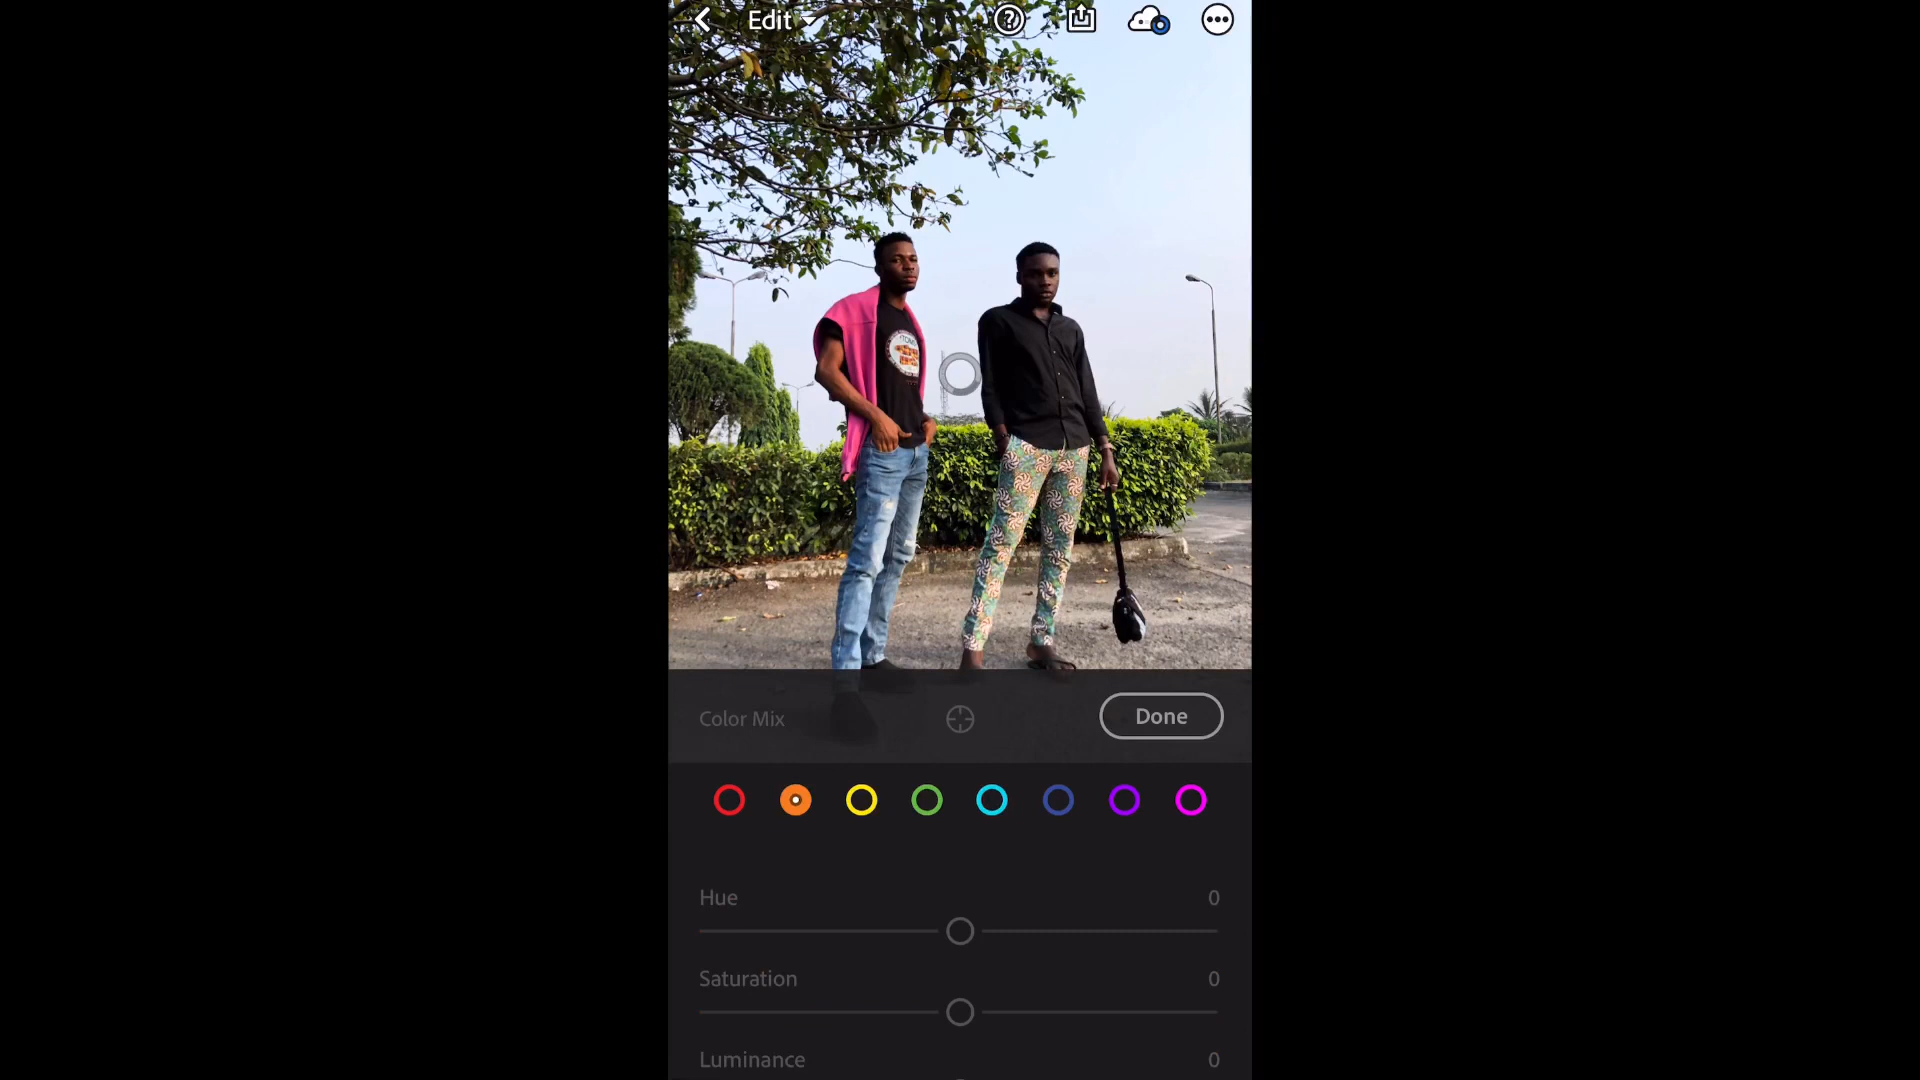 Edit
Color Mix
Done
Hue 0
Saturation 0
Luminance 0